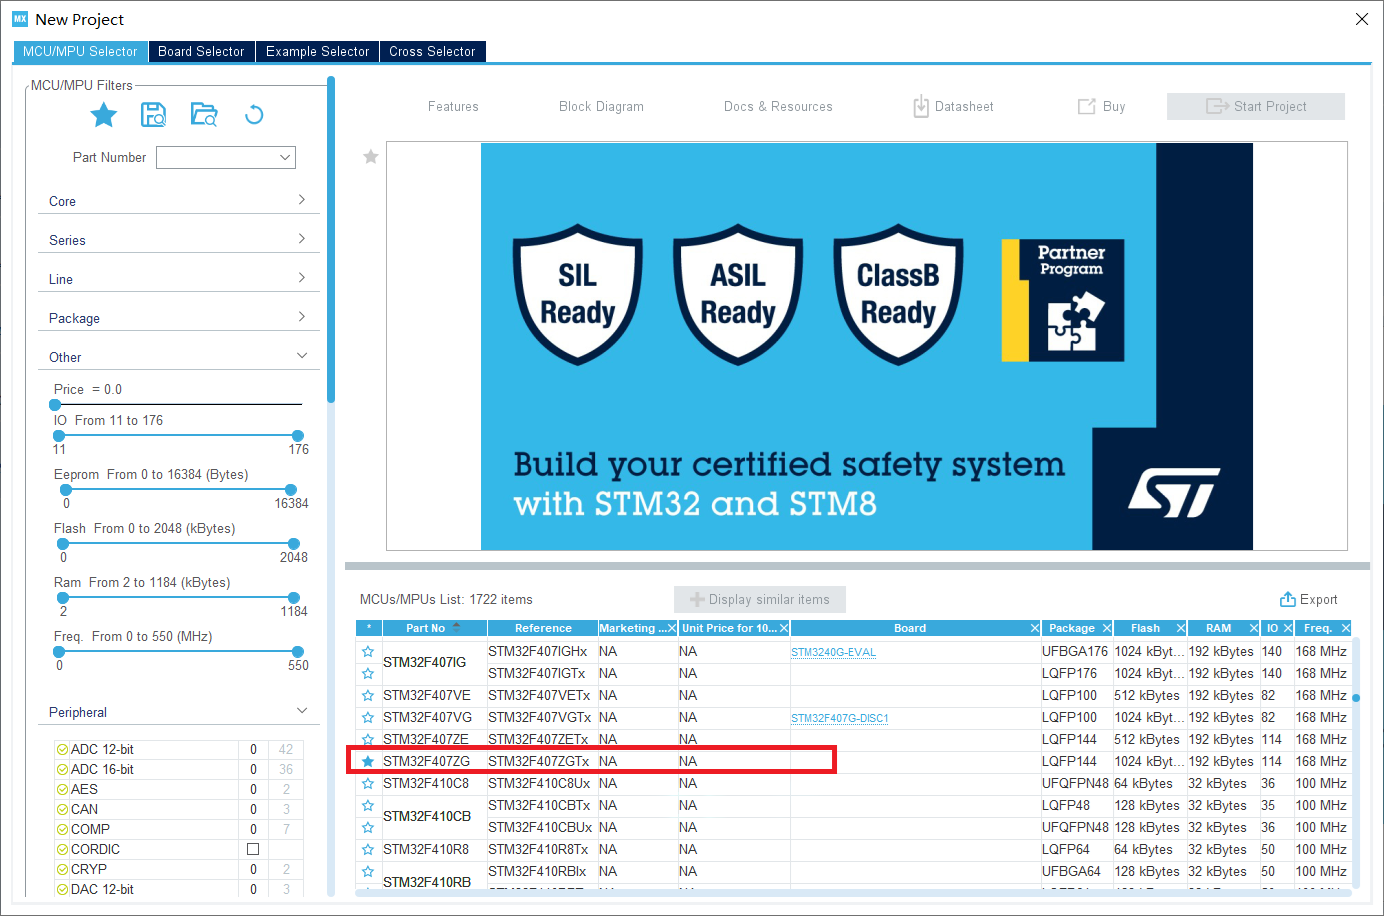 MX New Project
MCU/MPU Selector Board Selector Example Selector Cross Selector
MCU/MPU Filters
Part Number
Core
Series
Line
Package
Other
Price = 0.0
IO From 11 to 176
11 176
Eeprom From 0 to 16384 (Bytes)
0 16384
Flash From 0 to 2048 (kBytes)
0 2048
Ram From 2 to 1184 (kBytes)
2 1184
Freq. From 0 to 550 (MHz)
0 550
Peripheral
ADC 12-bit 0 42
ADC 16-bit 0 36
AES 0 2
CAN 0 3
COMP 0 7
CORDIC
CRYP 0 2
DAC 12-bit 0 3
Features Block Diagram Docs & Resources Datasheet Buy Start Project
SIL Ready
ASIL Ready
ClassB Ready
Partner Program
Build your certified safety system
with STM32 and STM8
ST
MCUs/MPUs List: 1722 items Display similar items Export
* Part No Reference Marketing ... Unit Price for 10... Board Package Flash RAM IO Freq.
STM32F407IG STM32F407IGHx NA NA STM3240G-EVAL UFBGA176 1024 kByt... 192 kBytes 140 168 MHz
STM32F407IGTx NA NA LQFP176 1024 kByt... 192 kBytes 140 168 MHz
STM32F407VE STM32F407VETx NA NA LQFP100 512 kBytes 192 kBytes 82 168 MHz
STM32F407VG STM32F407VGTx NA NA STM32F407G-DISC1 LQFP100 1024 kByt... 192 kBytes 82 168 MHz
STM32F407ZE STM32F407ZETx NA NA LQFP144 512 kBytes 192 kBytes 114 168 MHz
STM32F407ZG STM32F407ZGTx NA NA LQFP144 1024 kByt... 192 kBytes 114 168 MHz
STM32F410C8 STM32F410C8Ux NA NA UFQFPN48 64 kBytes 32 kBytes 36 100 MHz
STM32F410CB STM32F410CBTx NA NA LQFP48 128 kBytes 32 kBytes 35 100 MHz
STM32F410CBUx NA NA UFQFPN48 128 kBytes 32 kBytes 36 100 MHz
STM32F410R8 STM32F410R8Tx NA NA LQFP64 64 kBytes 32 kBytes 50 100 MHz
STM32F410RB STM32F410RBIx NA NA UFBGA64 128 kBytes 32 kBytes 50 100 MHz